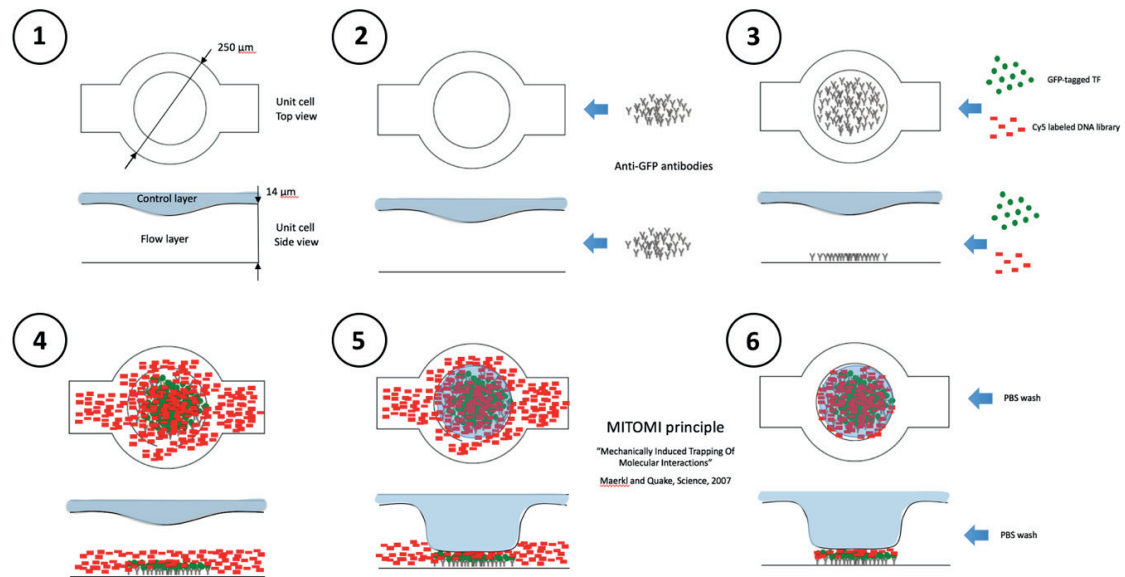 1
250 µm
Unit cell
Top view
Control layer
14 µm
Flow layer
Unit cell
Side view
2
Anti-GFP antibodies
3
GFP-tagged TF
Cy5 labeled DNA library
4
5
MITOMI principle
"Mechanically Induced Trapping Of
Molecular Interactions"
Maerkl and Quake, Science, 2007
6
PBS wash
PBS wash